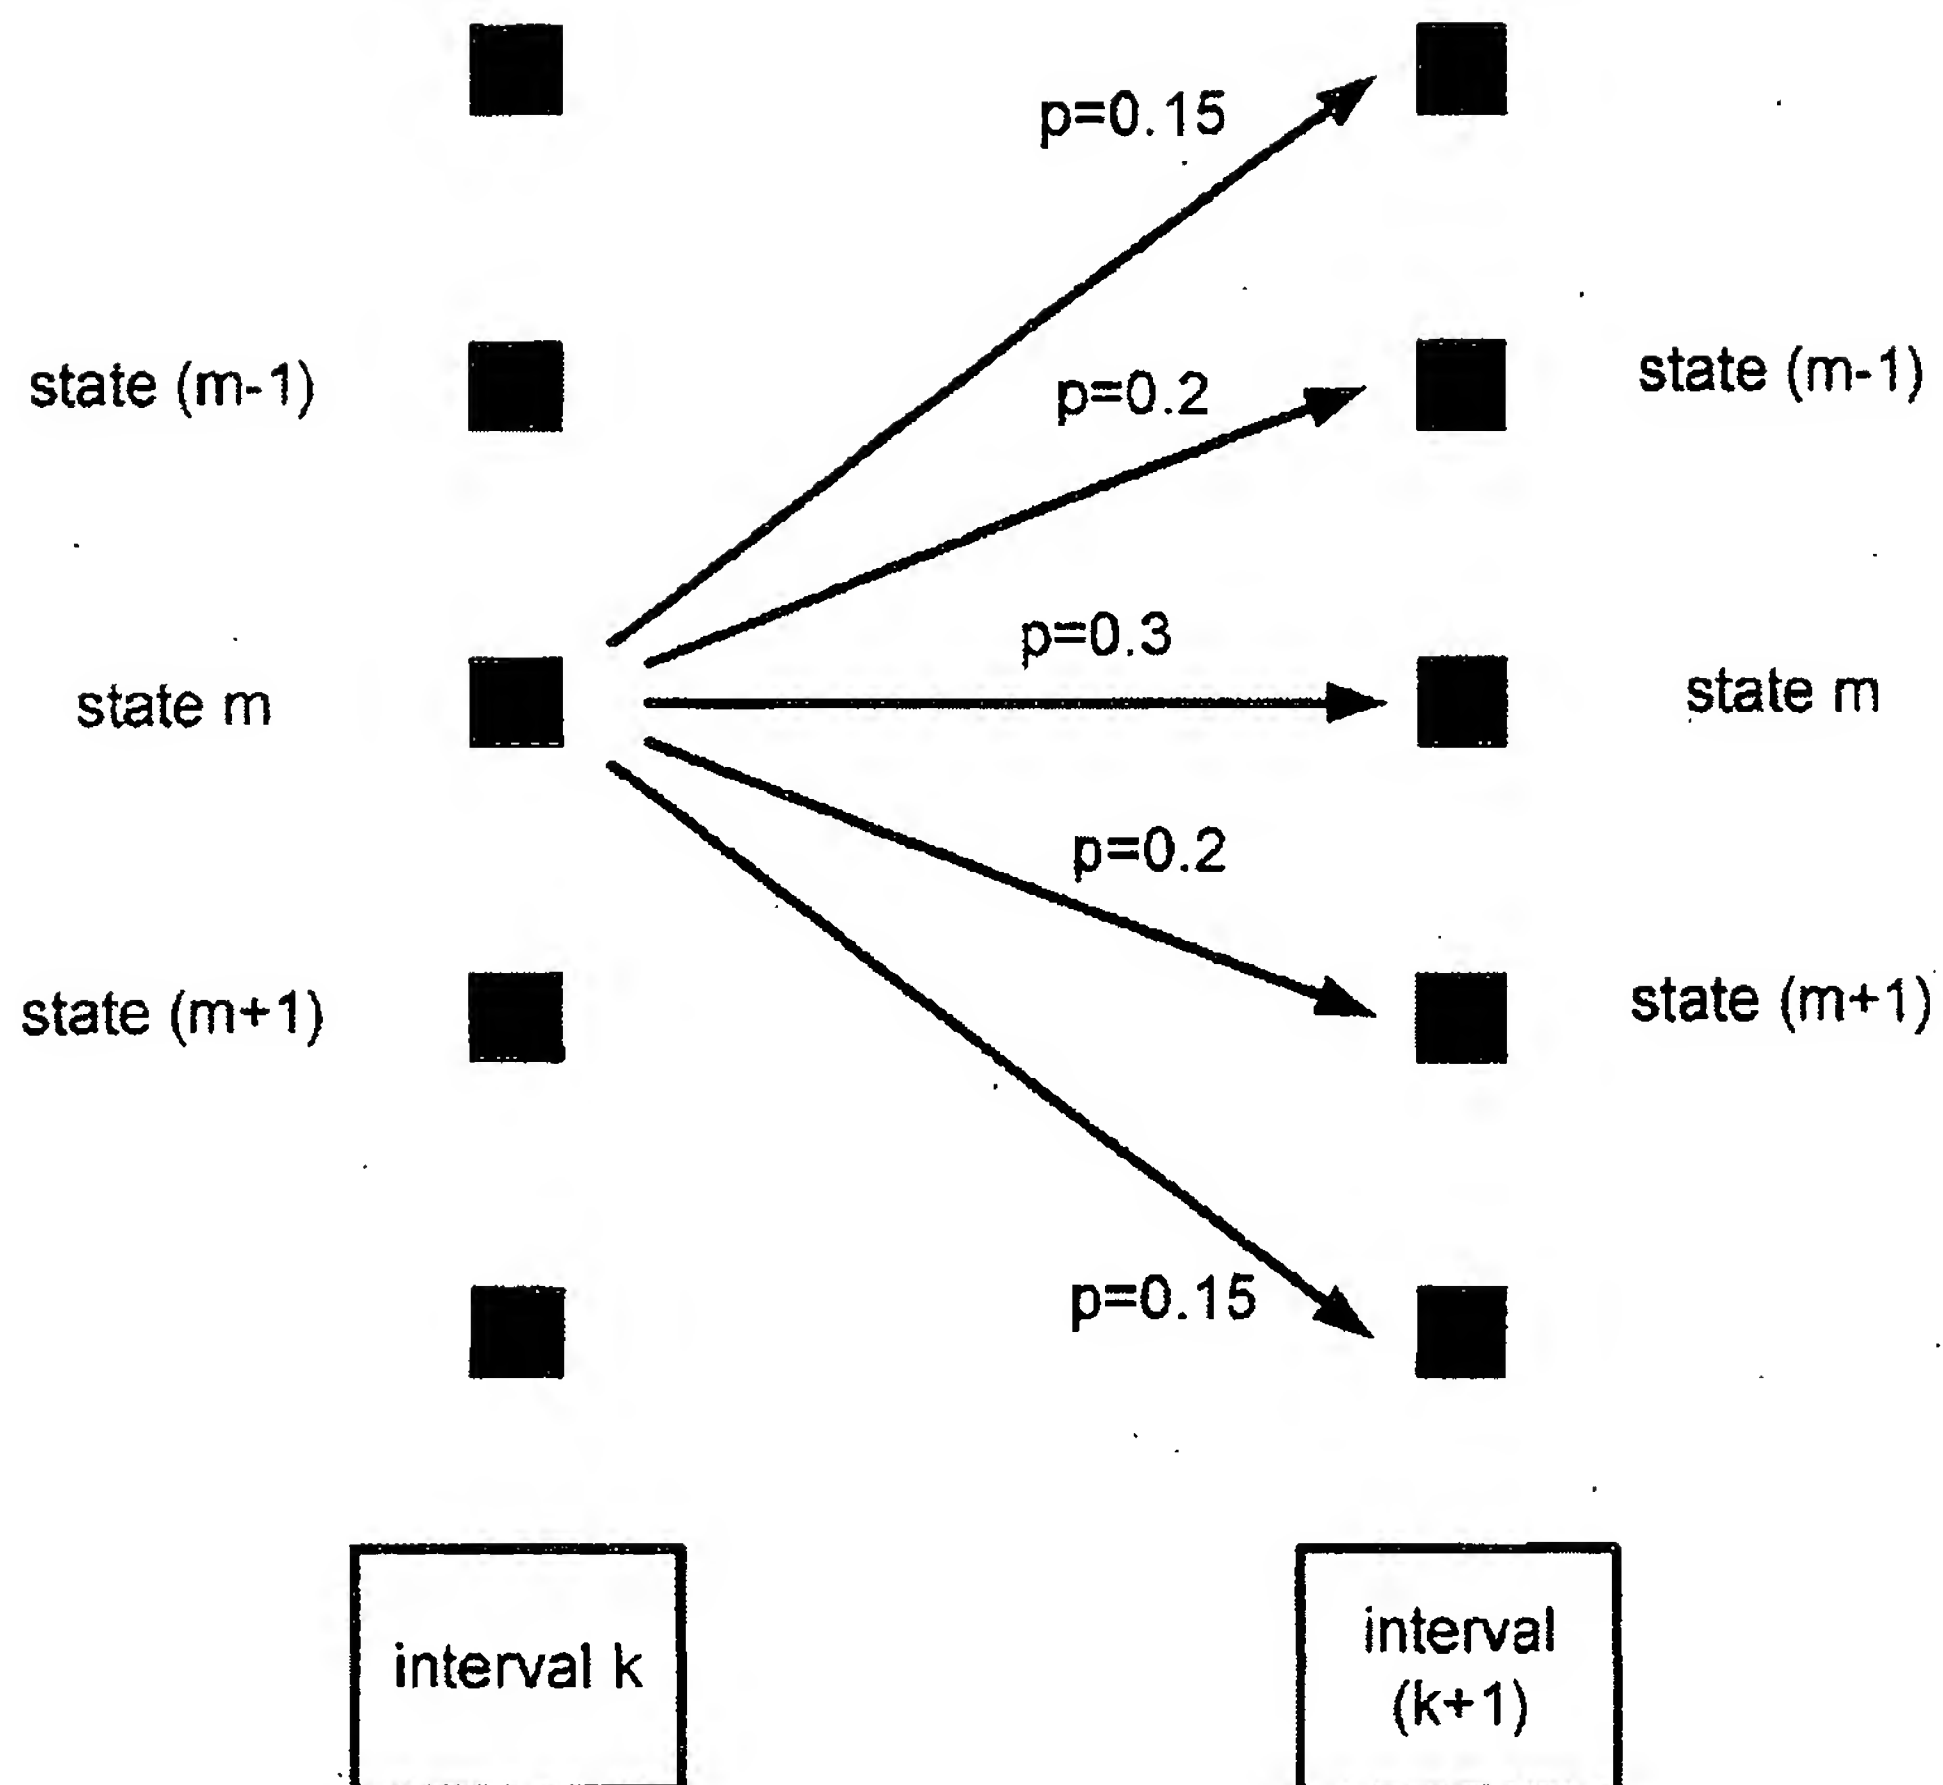 p=0.15
state (m-1)
p=0.2
state (m-1)
state m
p=0.3
state m
p=0.2
state (m+1)
state (m+1)
p=0.15
interval k
interval
(k+1)